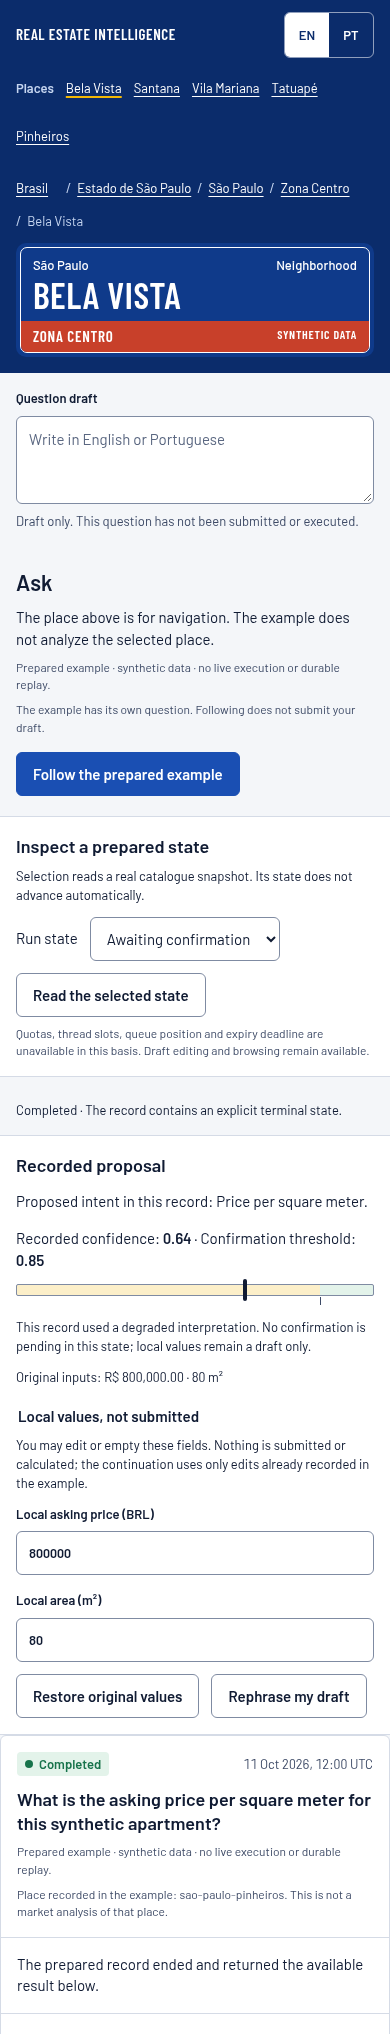 REAL ESTATE INTELLIGENCE
EN PT
Places Bela Vista Santana Vila Mariana Tatuapé
Pinheiros
Brasil / Estado de São Paulo / São Paulo / Zona Centro
/ Bela Vista
São Paulo Neighborhood
BELA VISTA
ZONA CENTRO SYNTHETIC DATA
Question draft
Write in English or Portuguese
Draft only. This question has not been submitted or executed.
Ask
The place above is for navigation. The example does
not analyze the selected place.
Prepared example · synthetic data · no live execution or durable
replay.
The example has its own question. Following does not submit your
draft.
Follow the prepared example
Inspect a prepared state
Selection reads a real catalogue snapshot. Its state does not
advance automatically.
Run state Awaiting confirmation
Read the selected state
Quotas, thread slots, queue position and expiry deadline are
unavailable in this basis. Draft editing and browsing remain available.
Completed · The record contains an explicit terminal state.
Recorded proposal
Proposed intent in this record: Price per square meter.
Recorded confidence: 0.64 · Confirmation threshold:
0.85
This record used a degraded interpretation. No confirmation is
pending in this state; local values remain a draft only.
Original inputs: R$ 800,000.00 · 80 m²
Local values, not submitted
You may edit or empty these fields. Nothing is submitted or
calculated; the continuation uses only edits already recorded in
the example.
Local asking price (BRL)
800000
Local area (m²)
80
Restore original values Rephrase my draft
Completed 11 Oct 2026, 12:00 UTC
What is the asking price per square meter for
this synthetic apartment?
Prepared example · synthetic data · no live execution or durable
replay.
Place recorded in the example: sao-paulo-pinheiros. This is not a
market analysis of that place.
The prepared record ended and returned the available
result below.